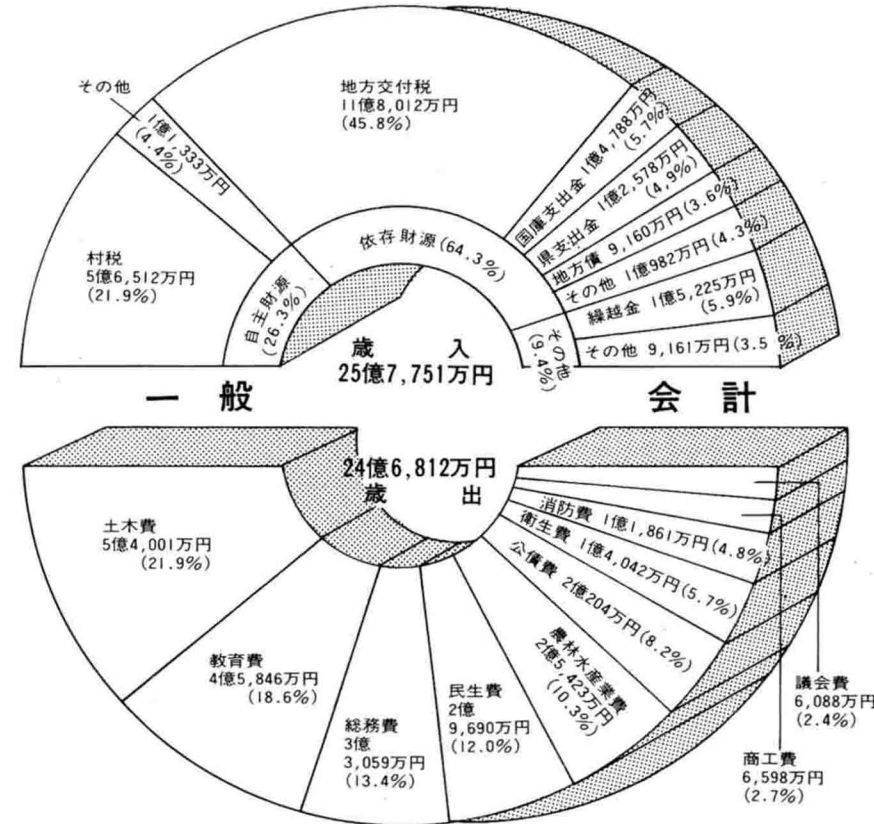 その他
1億1,333万円
(4.4%)
地方交付税
11億8,012万円
(45.8%)
国庫支出金 1億4,788万円
(5.7%)
県支出金 1億2,578万円
(4,9%)
地方債 9,160万円(3.6%)
その他 1億982万円(4.3%)
繰越金 1億5,225万円
(5.9%)
その他 9,161万円(3.5%)
村税
5億6,512万円
(21.9%)
自主財源
(26.3%)
依存財源(64.3%)
その他
(9.4%)
歳 入
25億7,751万円
一般 会計
24億6,812万円
歳 出
土木費
5億4,001万円
(21.9%)
教育費
4億5,846万円
(18.6%)
総務費
3億
3,059万円
(13.4%)
民生費
2億
9,690万円
(12.0%)
農林水産業費
2億5,423万円
(10.3%)
公債費 2億204万円(8.2%)
衛生費 1億4,042万円(5.7%)
消防費 1億1,861万円(4.8%)
議会費
6,088万円
(2.4%)
商工費
6,598万円
(2.7%)